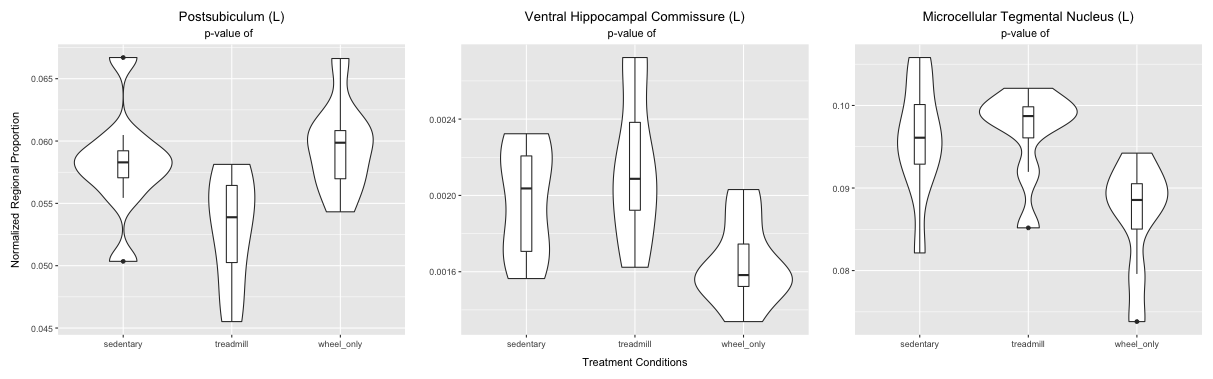 Postsubiculum (L)
p-value of
Normalized Regional Proportion
0.065
0.060
0.055
0.050
0.045
sedentary treadmill wheel_only
Ventral Hippocampal Commissure (L)
p-value of
0.0024
0.0020
0.0016
sedentary treadmill wheel_only
Treatment Conditions
Microcellular Tegmental Nucleus (L)
p-value of
0.10
0.09
0.08
sedentary treadmill wheel_only